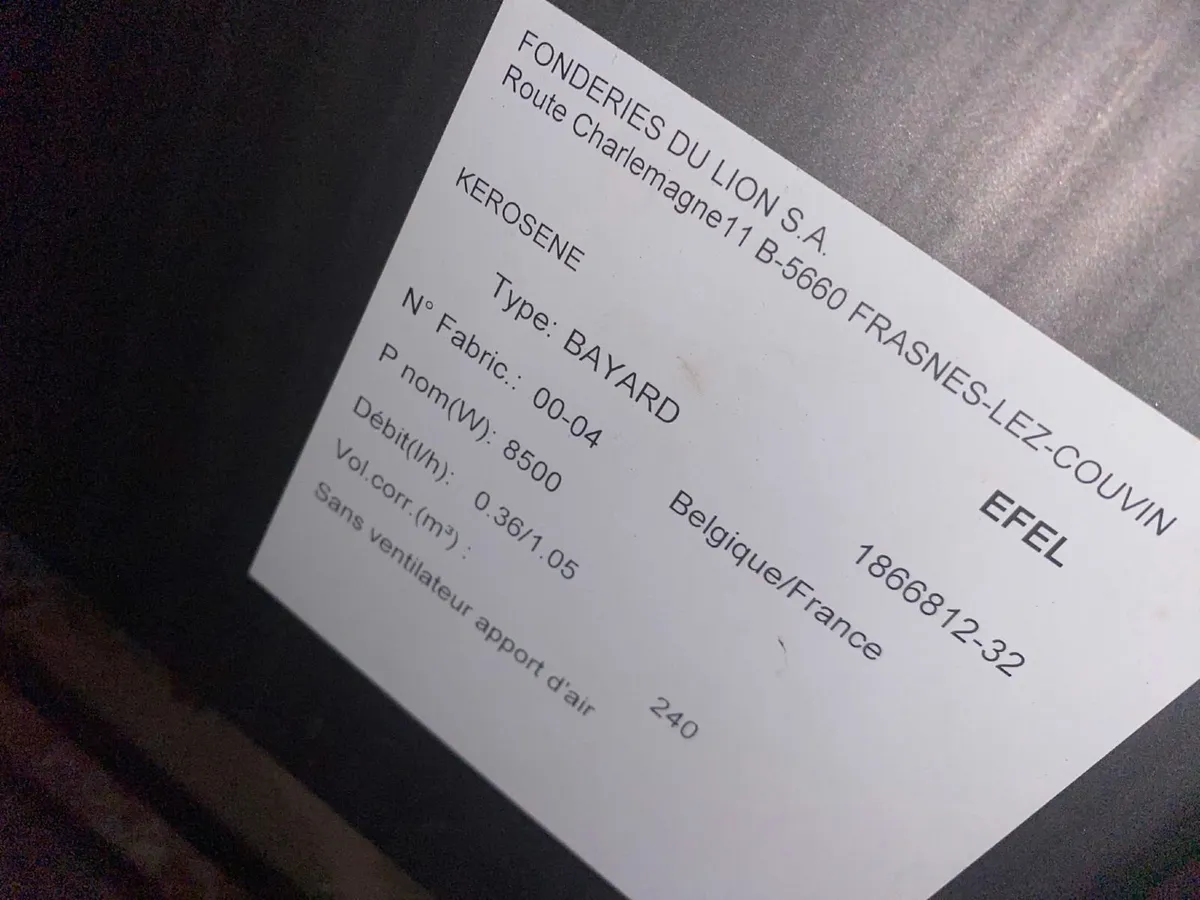 FONDERIES DU LION S.A.
Route Charlemagne11 B-5660 FRASNES-LEZ-COUVIN
KEROSENE EFEL
Type: BAYARD 1866812-32
N° Fabric.: 00-04 Belgique/France
P nom(W): 8500
Débit(l/h): 0.36/1.05
Vol.corr.(m³) : 240
Sans ventilateur apport d'air